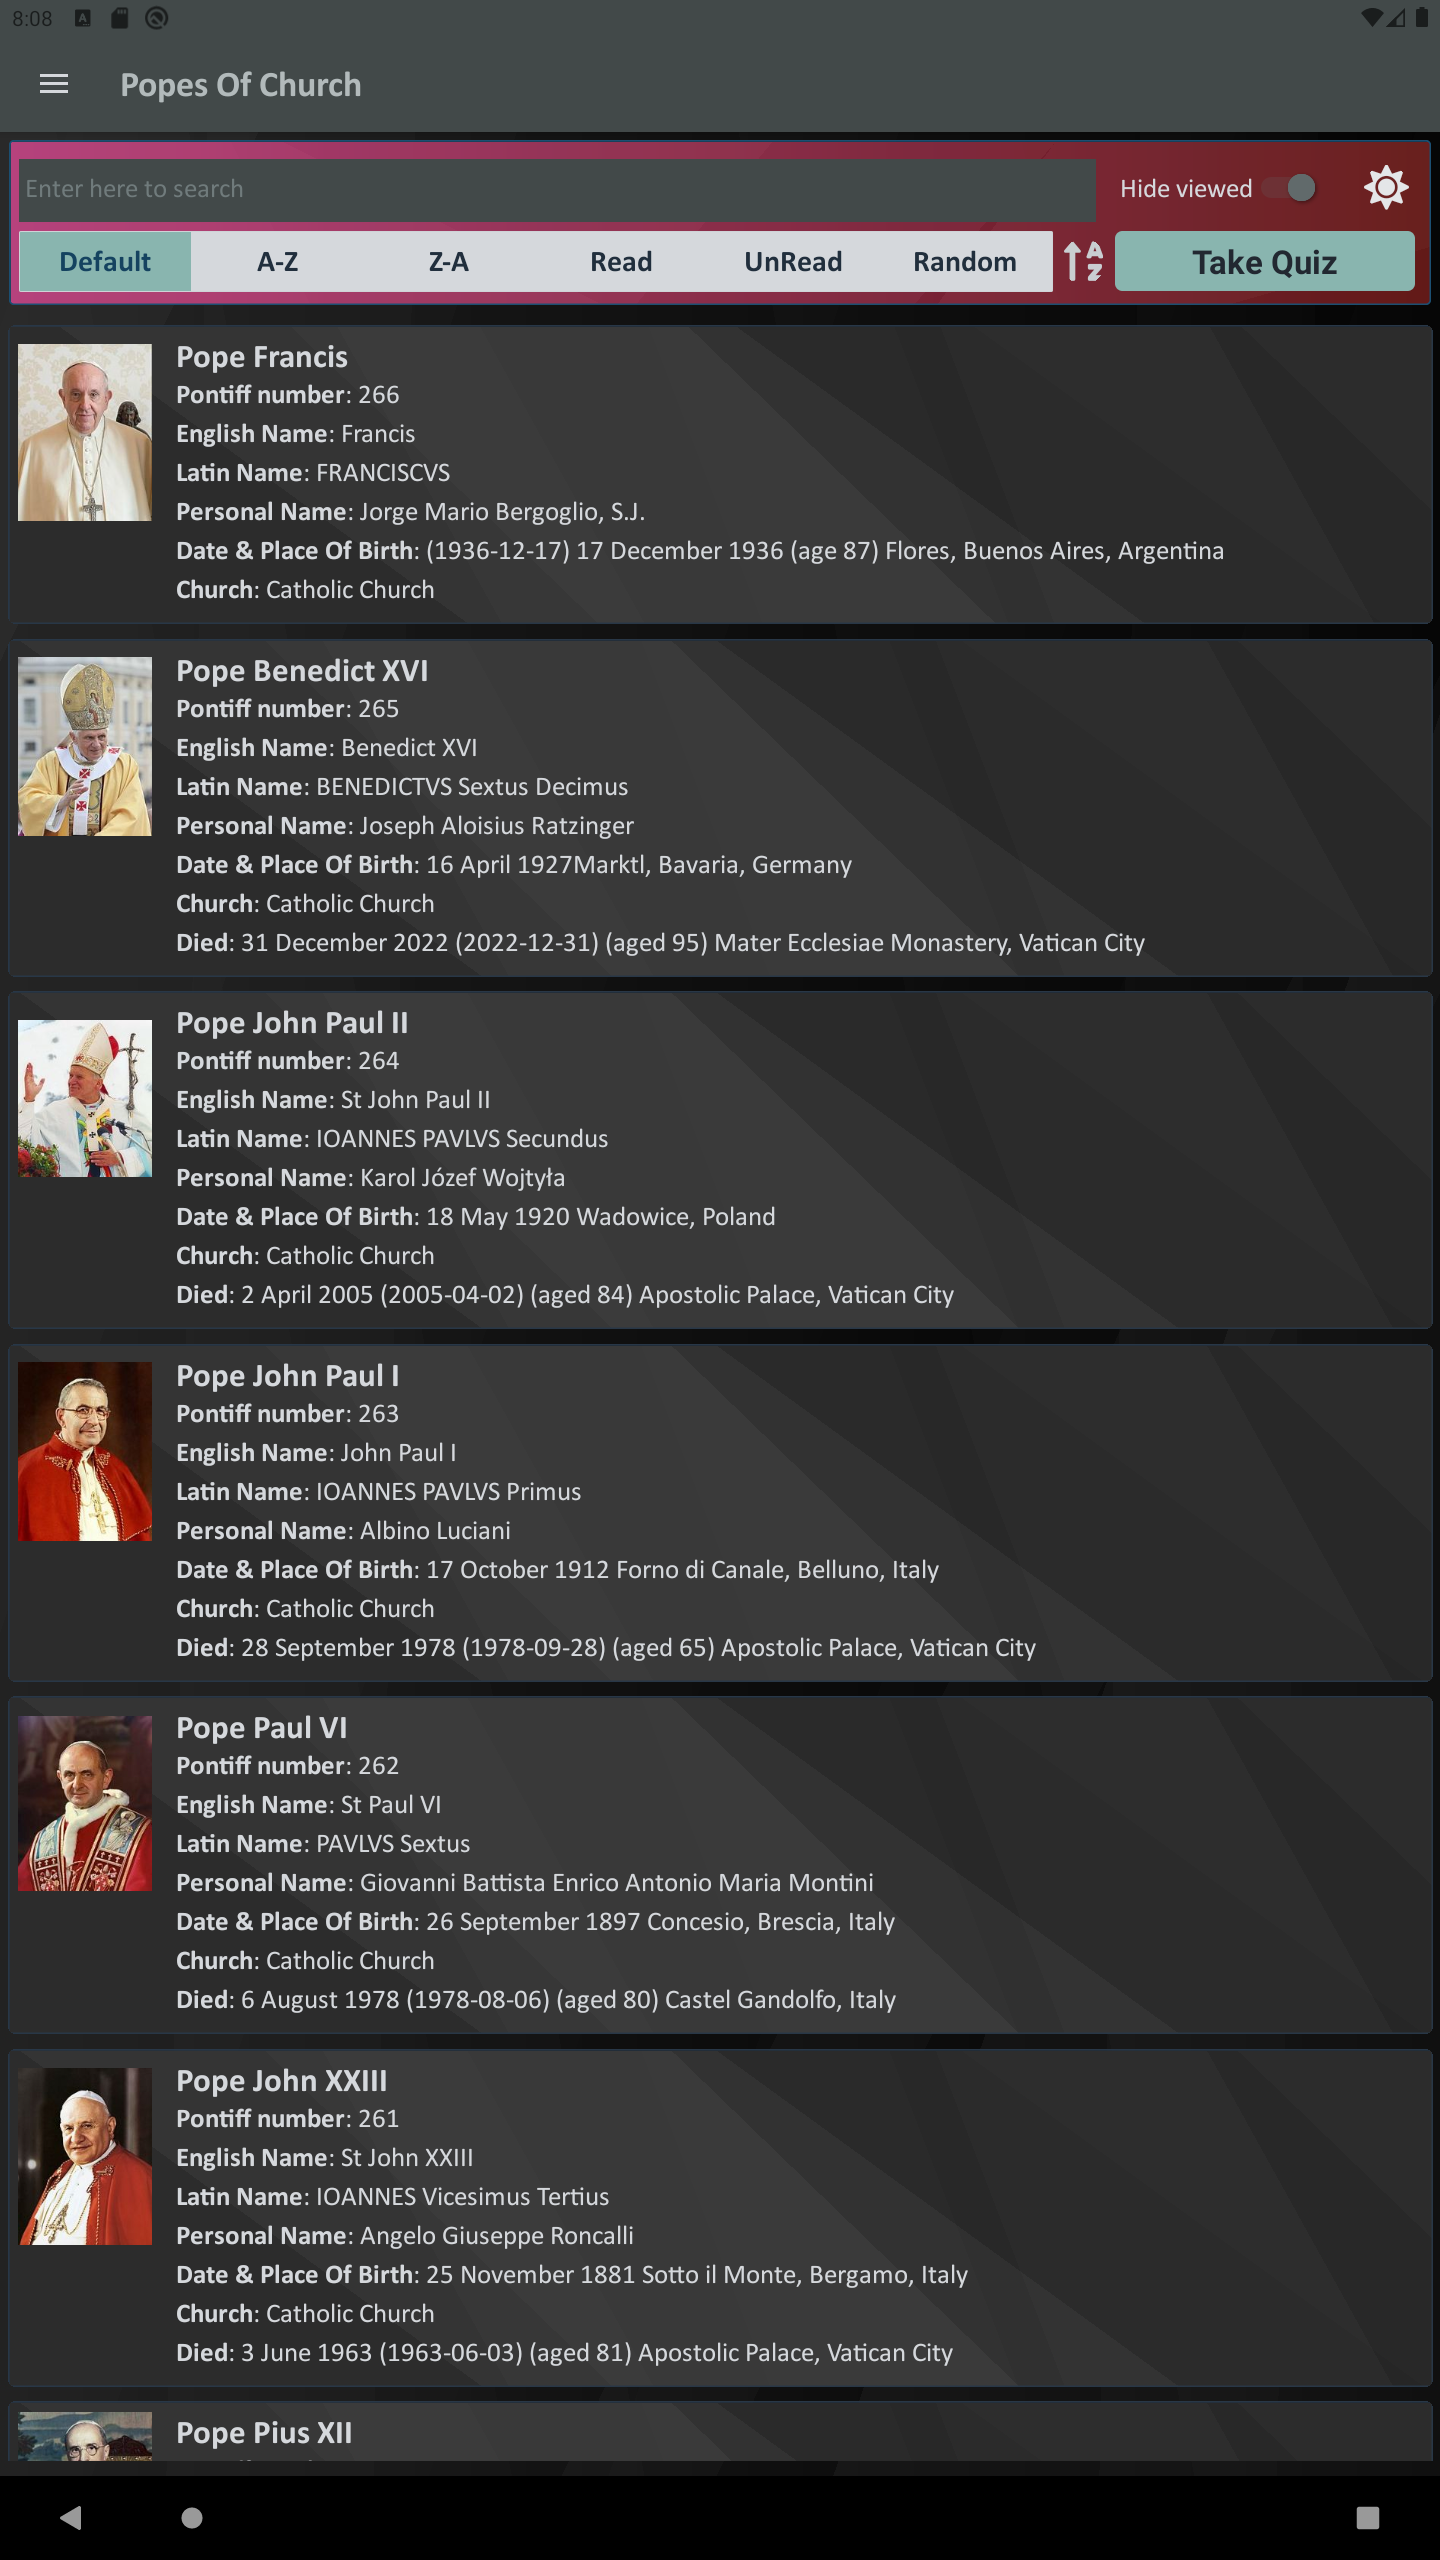 8:08
Popes Of Church
Enter here to search
Hide viewed
Default
A-Z
Z-A
Read
UnRead
Random
A
Z
Take Quiz
Pope Francis
Pontiff number: 266
English Name: Francis
Latin Name: FRANCISCVS
Personal Name: Jorge Mario Bergoglio, S.J.
Date & Place Of Birth: (1936-12-17) 17 December 1936 (age 87) Flores, Buenos Aires, Argentina
Church: Catholic Church
Pope Benedict XVI
Pontiff number: 265
English Name: Benedict XVI
Latin Name: BENEDICTVS Sextus Decimus
Personal Name: Joseph Aloisius Ratzinger
Date & Place Of Birth: 16 April 1927Marktl, Bavaria, Germany
Church: Catholic Church
Died: 31 December 2022 (2022-12-31) (aged 95) Mater Ecclesiae Monastery, Vatican City
Pope John Paul II
Pontiff number: 264
English Name: St John Paul II
Latin Name: IOANNES PAVLVS Secundus
Personal Name: Karol Józef Wojtyła
Date & Place Of Birth: 18 May 1920 Wadowice, Poland
Church: Catholic Church
Died: 2 April 2005 (2005-04-02) (aged 84) Apostolic Palace, Vatican City
Pope John Paul I
Pontiff number: 263
English Name: John Paul I
Latin Name: IOANNES PAVLVS Primus
Personal Name: Albino Luciani
Date & Place Of Birth: 17 October 1912 Forno di Canale, Belluno, Italy
Church: Catholic Church
Died: 28 September 1978 (1978-09-28) (aged 65) Apostolic Palace, Vatican City
Pope Paul VI
Pontiff number: 262
English Name: St Paul VI
Latin Name: PAVLVS Sextus
Personal Name: Giovanni Battista Enrico Antonio Maria Montini
Date & Place Of Birth: 26 September 1897 Concesio, Brescia, Italy
Church: Catholic Church
Died: 6 August 1978 (1978-08-06) (aged 80) Castel Gandolfo, Italy
Pope John XXIII
Pontiff number: 261
English Name: St John XXIII
Latin Name: IOANNES Vicesimus Tertius
Personal Name: Angelo Giuseppe Roncalli
Date & Place Of Birth: 25 November 1881 Sotto il Monte, Bergamo, Italy
Church: Catholic Church
Died: 3 June 1963 (1963-06-03) (aged 81) Apostolic Palace, Vatican City
Pope Pius XII